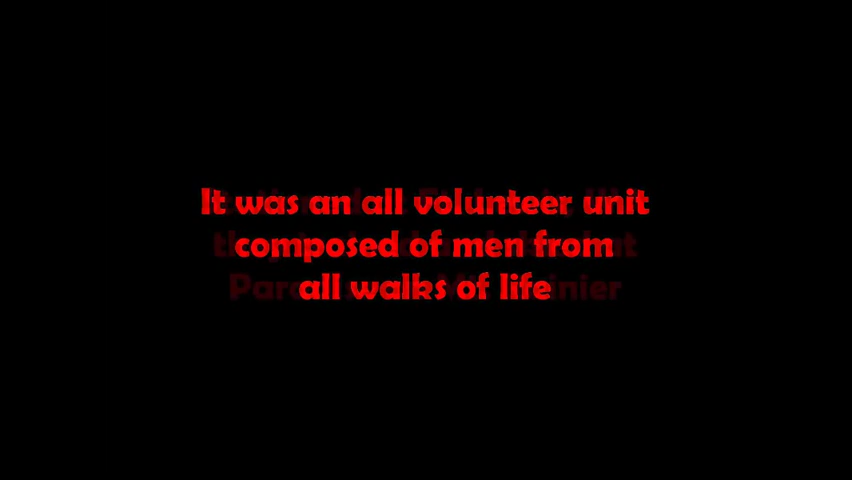 It was an all volunteer unit
composed of men from
all walks of life